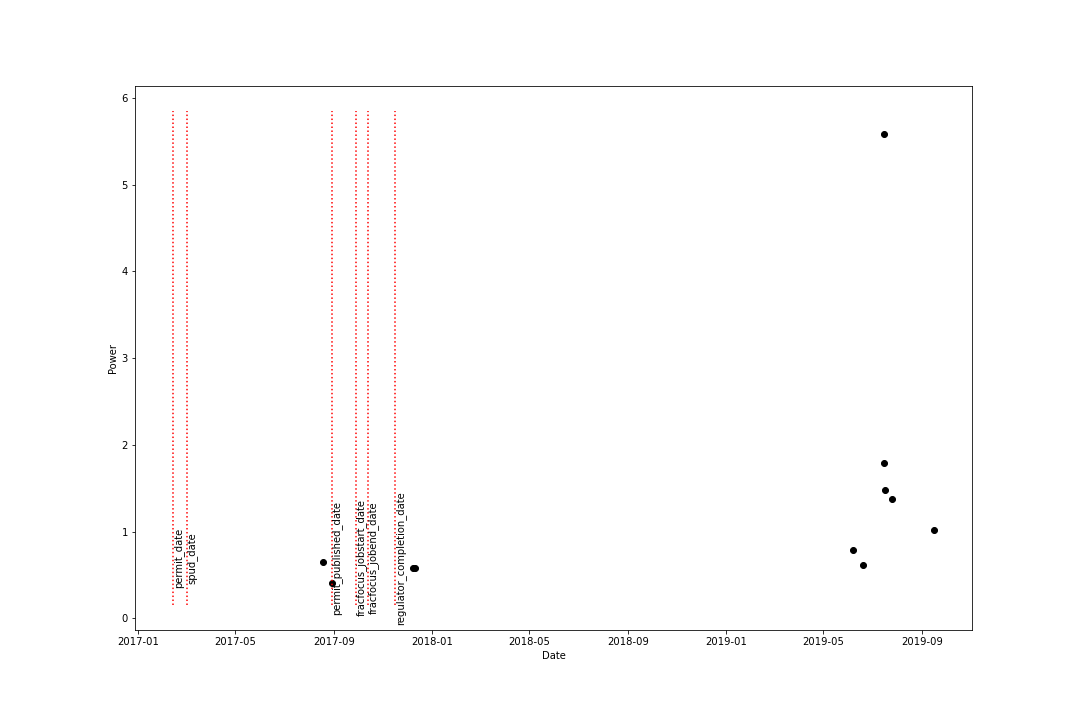 6
5
4
3
2
1
0
Power
permit_date
spud_date
permit_published_date
fracfocus_jobstart_date
fracfocus_jobend_date
regulator_completion_date
2017-01
2017-05
2017-09
2018-01
2018-05
2018-09
2019-01
2019-05
2019-09
Date